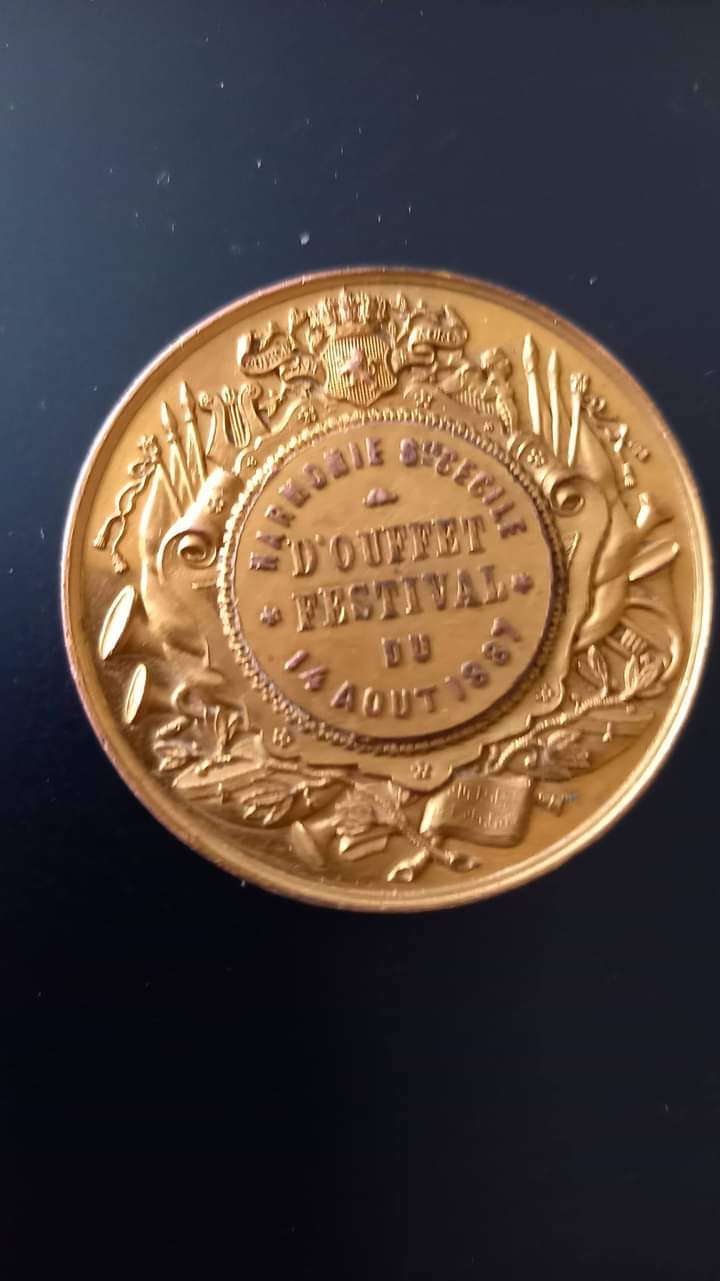 HARMONIE STE CECILE
D'OUFFET
FESTIVAL
DU
14 AOUT 1887